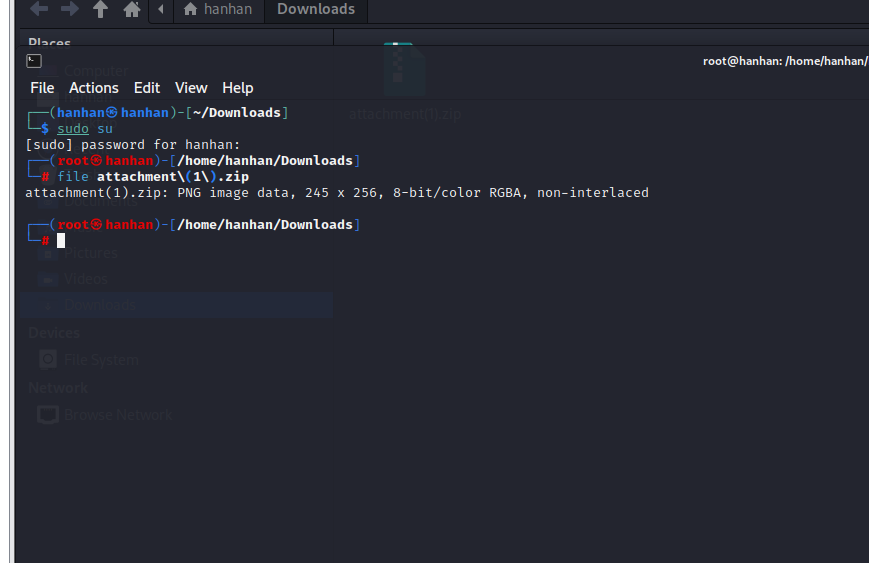 hanhan
Downloads
Places
root@hanhan: /home/hanhan/
Computer
File Actions Edit View Help
attachment(1).zip
┌──(hanhan㉿hanhan)-[~/Downloads]
└─$ sudo su
[sudo] password for hanhan:
┌──(root㉿hanhan)-[/home/hanhan/Downloads]
└─# file attachment\(1\).zip
attachment(1).zip: PNG image data, 245 x 256, 8-bit/color RGBA, non-interlaced
Documents
┌──(root㉿hanhan)-[/home/hanhan/Downloads]
└─#
Pictures
Videos
Downloads
Devices
File System
Network
Browse Network